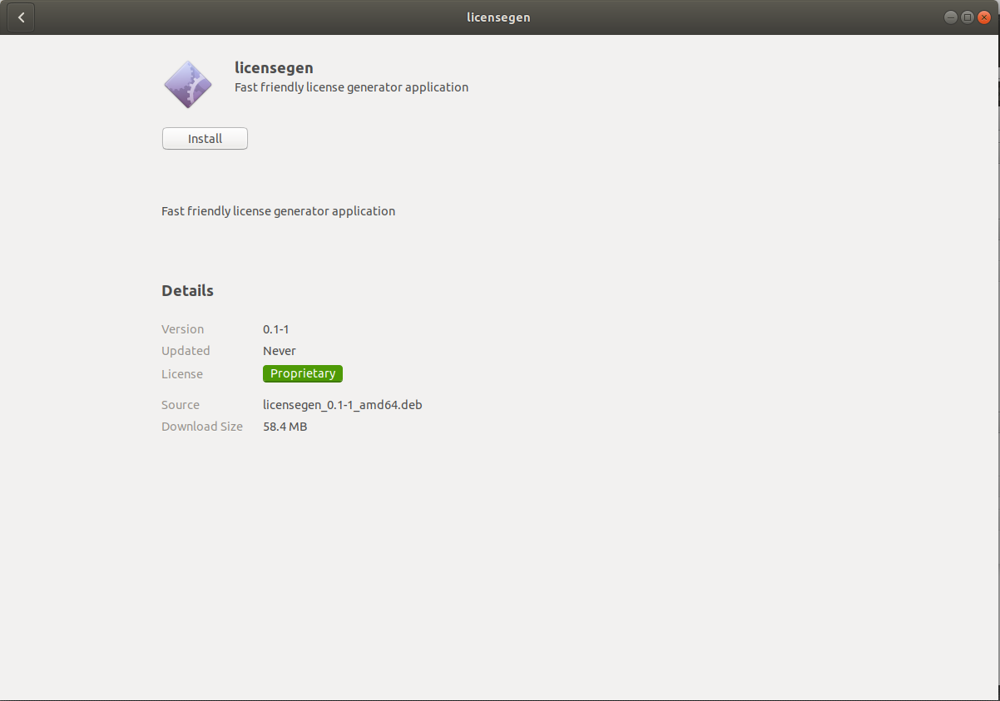 licensegen
licensegen
Fast friendly license generator application
Install
Fast friendly license generator application
Details
Version 0.1-1
Updated Never
License Proprietary
Source licensegen_0.1-1_amd64.deb
Download Size 58.4 MB